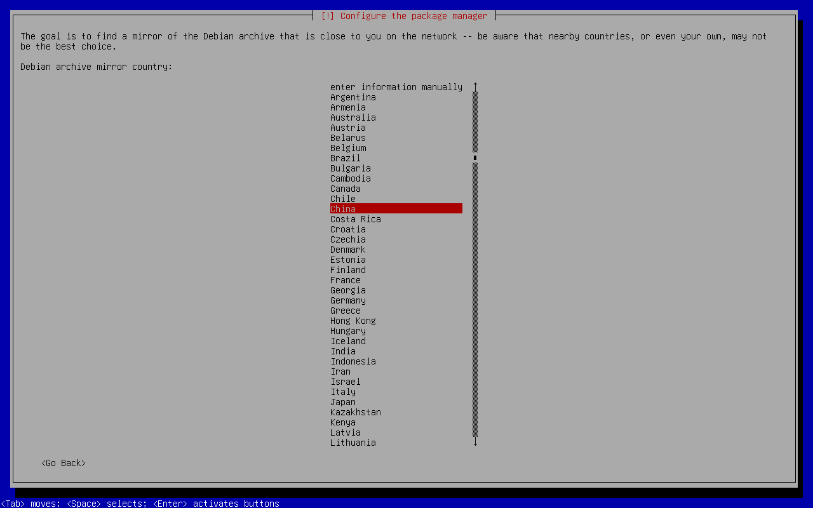 [!] Configure the package manager
The goal is to find a mirror of the Debian archive that is close to you on the network -- be aware that nearby countries, or even your own, may not
be the best choice.
Debian archive mirror country:
enter information manually
Argentina
Armenia
Australia
Austria
Belarus
Belgium
Brazil
Bulgaria
Cambodia
Canada
Chile
China
Costa Rica
Croatia
Czechia
Denmark
Estonia
Finland
France
Georgia
Germany
Greece
Hong Kong
Hungary
Iceland
India
Indonesia
Iran
Israel
Italy
Japan
Kazakhstan
Kenya
Latvia
Lithuania
<Go Back>
<Tab> moves; <Space> selects; <Enter> activates buttons